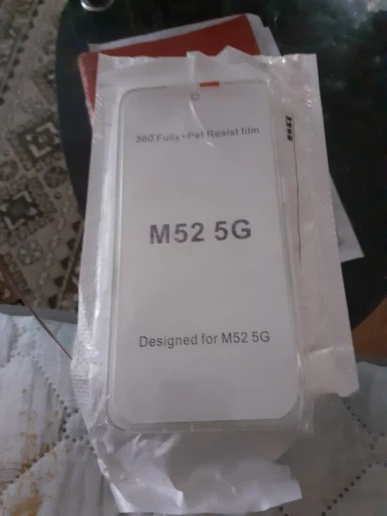 360°Fully+Pet Resist film
M52 5G
Designed for M52 5G